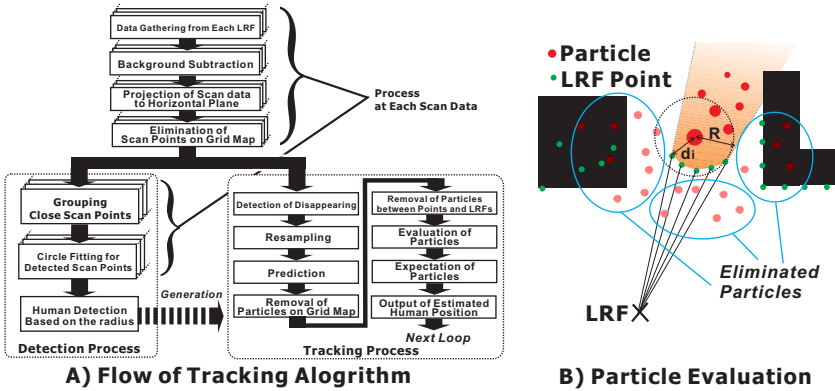 Data Gathering from Each LRF
Background Subtraction
Projection of Scan data
to Horizontal Plane
Elimination of
Scan Points on Grid Map
Process
at Each Scan Data
Grouping
Close Scan Points
Circle Fitting for
Detected Scan Points
Human Detection
Based on the radius
Detection Process
Generation
Detection of Disappearing
Resampling
Prediction
Removal of
Particles on Grid Map
Removal of Particles
between Points and LRFs
Evaluation of
Particles
Expectation of
Particles
Output of Estimated
Human Position
Next Loop
Tracking Process
A) Flow of Tracking Alogrithm
Particle
LRF Point
R
di
Eliminated
Particles
LRF
B) Particle Evaluation